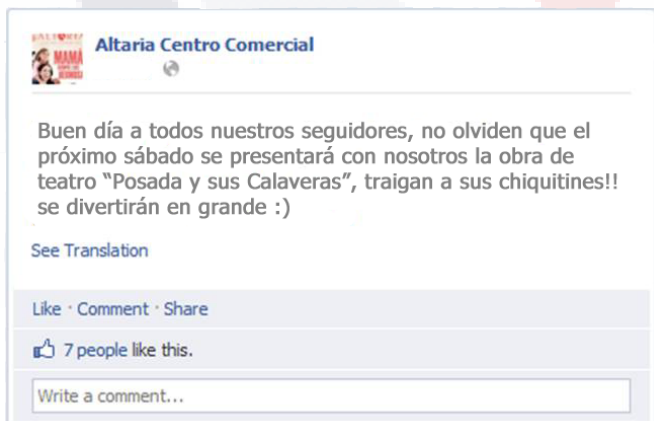 Altaria Centro Comercial
MAMÁ
Buen día a todos nuestros seguidores, no olviden que el
próximo sábado se presentará con nosotros la obra de
teatro “Posada y sus Calaveras”, traigan a sus chiquitines!!
se divertirán en grande :)
See Translation
Like · Comment · Share
7 people like this.
Write a comment...